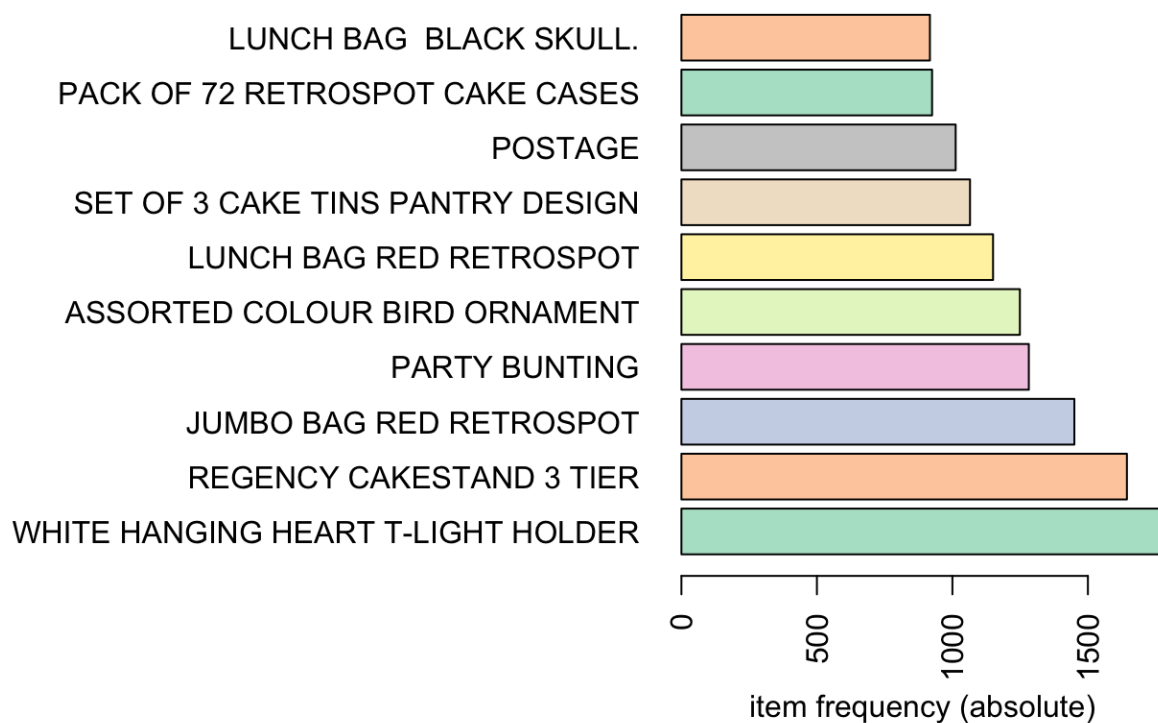 LUNCH BAG  BLACK SKULL.
PACK OF 72 RETROSPOT CAKE CASES
POSTAGE
SET OF 3 CAKE TINS PANTRY DESIGN
LUNCH BAG RED RETROSPOT
ASSORTED COLOUR BIRD ORNAMENT
PARTY BUNTING
JUMBO BAG RED RETROSPOT
REGENCY CAKESTAND 3 TIER
WHITE HANGING HEART T-LIGHT HOLDER
0
500
1000
1500
item frequency (absolute)